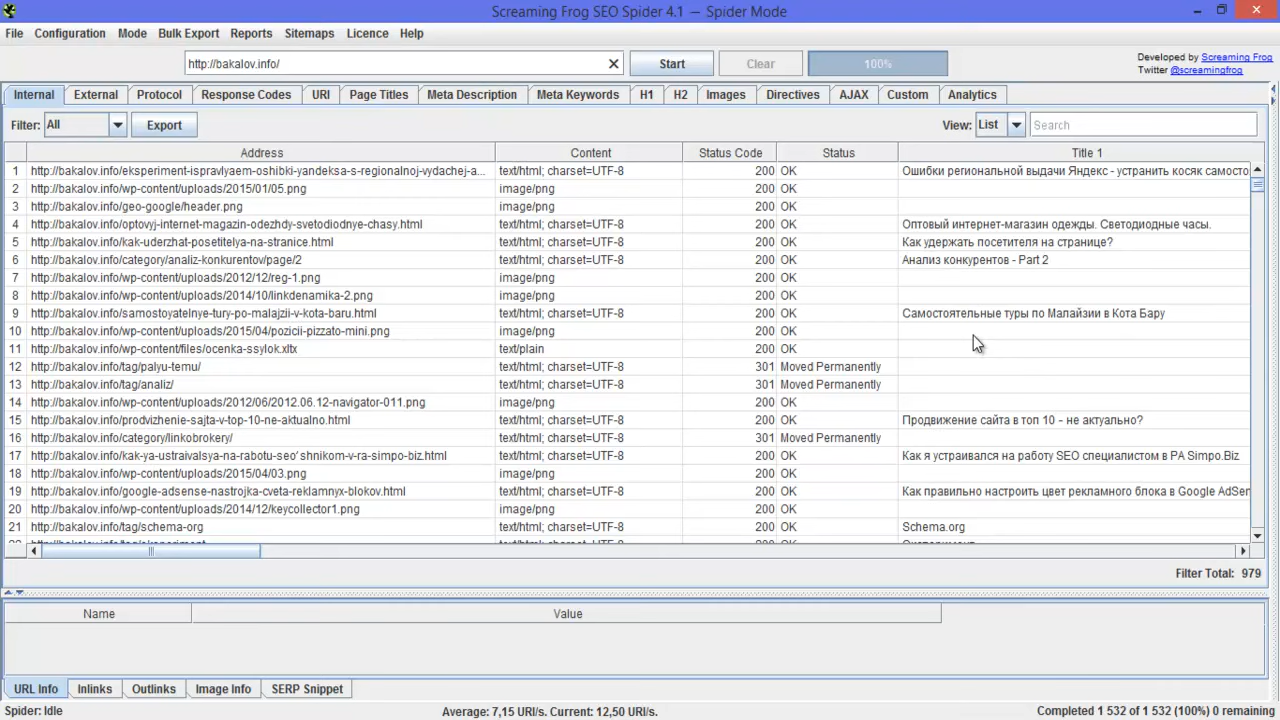 Screaming Frog SEO Spider 4.1 — Spider Mode
File Configuration Mode Bulk Export Reports Sitemaps Licence Help
http://bakalov.info/ Start Clear 100%
Developed by Screaming Frog
Twitter @screamingfrog
Internal External Protocol Response Codes URI Page Titles Meta Description Meta Keywords H1 H2 Images Directives AJAX Custom Analytics
Filter: All Export View: List Search
Address Content Status Code Status Title 1
1 http://bakalov.info/eksperiment-ispravlyaem-oshibki-yandeksa-s-regionalnoj-vydachej-a... text/html; charset=UTF-8 200 OK Ошибки региональной выдачи Яндекс - устранить косяк самосто
2 http://bakalov.info/wp-content/uploads/2015/01/05.png image/png 200 OK
3 http://bakalov.info/geo-google/header.png image/png 200 OK
4 http://bakalov.info/optovyj-internet-magazin-odezhdy-svetodiodnye-chasy.html text/html; charset=UTF-8 200 OK Оптовый интернет-магазин одежды. Светодиодные часы.
5 http://bakalov.info/kak-uderzhat-posetitelya-na-stranice.html text/html; charset=UTF-8 200 OK Как удержать посетителя на странице?
6 http://bakalov.info/category/analiz-konkurentov/page/2 text/html; charset=UTF-8 200 OK Анализ конкурентов - Part 2
7 http://bakalov.info/wp-content/uploads/2012/12/reg-1.png image/png 200 OK
8 http://bakalov.info/wp-content/uploads/2014/10/linkdenamika-2.png image/png 200 OK
9 http://bakalov.info/samostoyatelnye-tury-po-malajzii-v-kota-baru.html text/html; charset=UTF-8 200 OK Самостоятельные туры по Малайзии в Кота Бару
10 http://bakalov.info/wp-content/uploads/2015/04/pozicii-pizzato-mini.png image/png 200 OK
11 http://bakalov.info/wp-content/files/ocenka-ssylok.xltx text/plain 200 OK
12 http://bakalov.info/tag/palyu-temu/ text/html; charset=UTF-8 301 Moved Permanently
13 http://bakalov.info/tag/analiz/ text/html; charset=UTF-8 301 Moved Permanently
14 http://bakalov.info/wp-content/uploads/2012/06/2012.06.12-navigator-011.png image/png 200 OK
15 http://bakalov.info/prodvizhenie-sajta-v-top-10-ne-aktualno.html text/html; charset=UTF-8 200 OK Продвижение сайта в топ 10 - не актуально?
16 http://bakalov.info/category/linkobrokery/ text/html; charset=UTF-8 301 Moved Permanently
17 http://bakalov.info/kak-ya-ustraivalsya-na-rabotu-seo'shnikom-v-ra-simpo-biz.html text/html; charset=UTF-8 200 OK Как я устраивался на работу SEO специалистом в РА Simpo.Biz
18 http://bakalov.info/wp-content/uploads/2015/04/03.png image/png 200 OK
19 http://bakalov.info/google-adsense-nastrojka-cveta-reklamnyx-blokov.html text/html; charset=UTF-8 200 OK Как правильно настроить цвет рекламного блока в Google AdSen
20 http://bakalov.info/wp-content/uploads/2014/12/keycollector1.png image/png 200 OK
21 http://bakalov.info/tag/schema-org text/html; charset=UTF-8 200 OK Schema.org
Filter Total: 979
Name Value
URL Info Inlinks Outlinks Image Info SERP Snippet
Spider: Idle Average: 7,15 URI/s. Current: 12,50 URI/s. Completed 1 532 of 1 532 (100%) 0 remaining